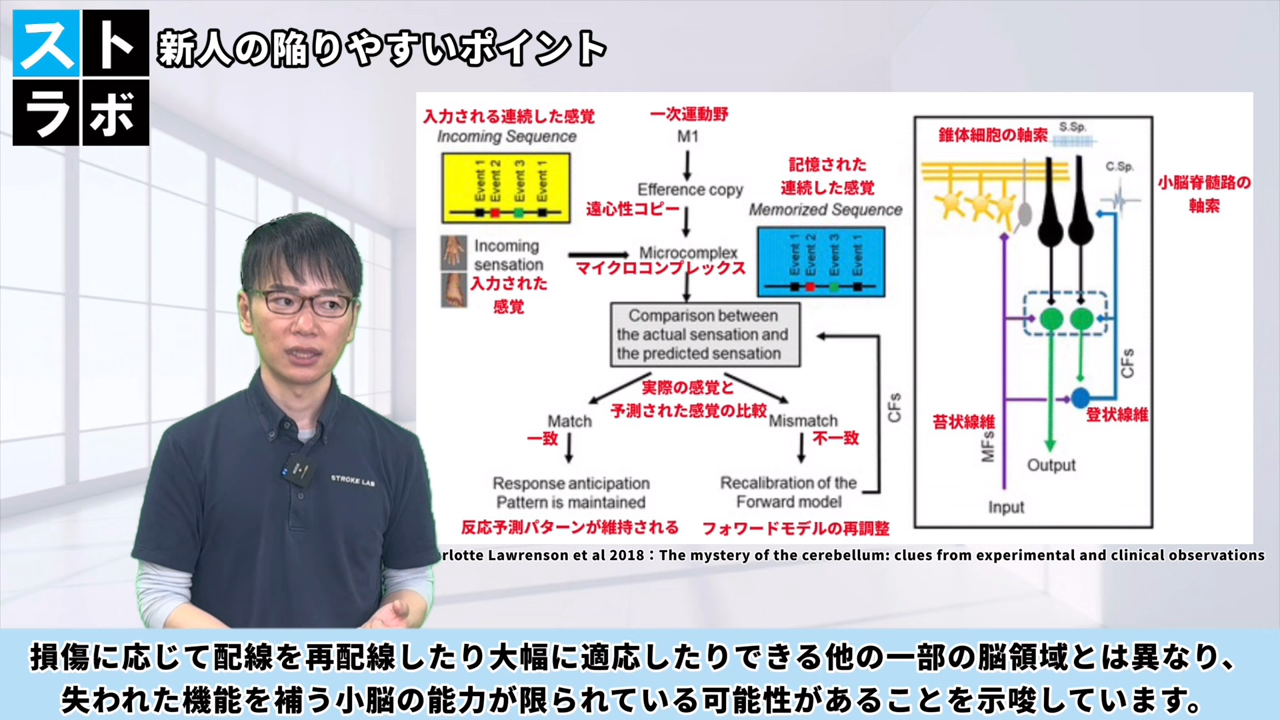 スト
ラボ
新人の陥りやすいポイント
入力される連続した感覚
Incoming Sequence
Event 1
Event 2
Event 3
Event 1
一次運動野
M1
Efference copy
遠心性コピー
記憶された
連続した感覚
Memorized Sequence
Event 1
Event 2
Event 3
Event 1
Incoming
sensation
入力された
感覚
Microcomplex
マイクロコンプレックス
Comparison between
the actual sensation and
the predicted sensation
実際の感覚と
予測された感覚の比較
Match
一致
Mismatch
不一致
CFs
Response anticipation
Pattern is maintained
反応予測パターンが維持される
Recalibration of the
Forward model
フォワードモデルの再調整
錐体細胞の軸索
S.Sp.
C.Sp.
小脳脊髄路の
軸索
CFs
苔状線維
MFs
登状線維
Output
Input
rlotte Lawrenson et al 2018：The mystery of the cerebellum: clues from experimental and clinical observations
STROKE LAB
損傷に応じて配線を再配線したり大幅に適応したりできる他の一部の脳領域とは異なり、
失われた機能を補う小脳の能力が限られている可能性があることを示唆しています。